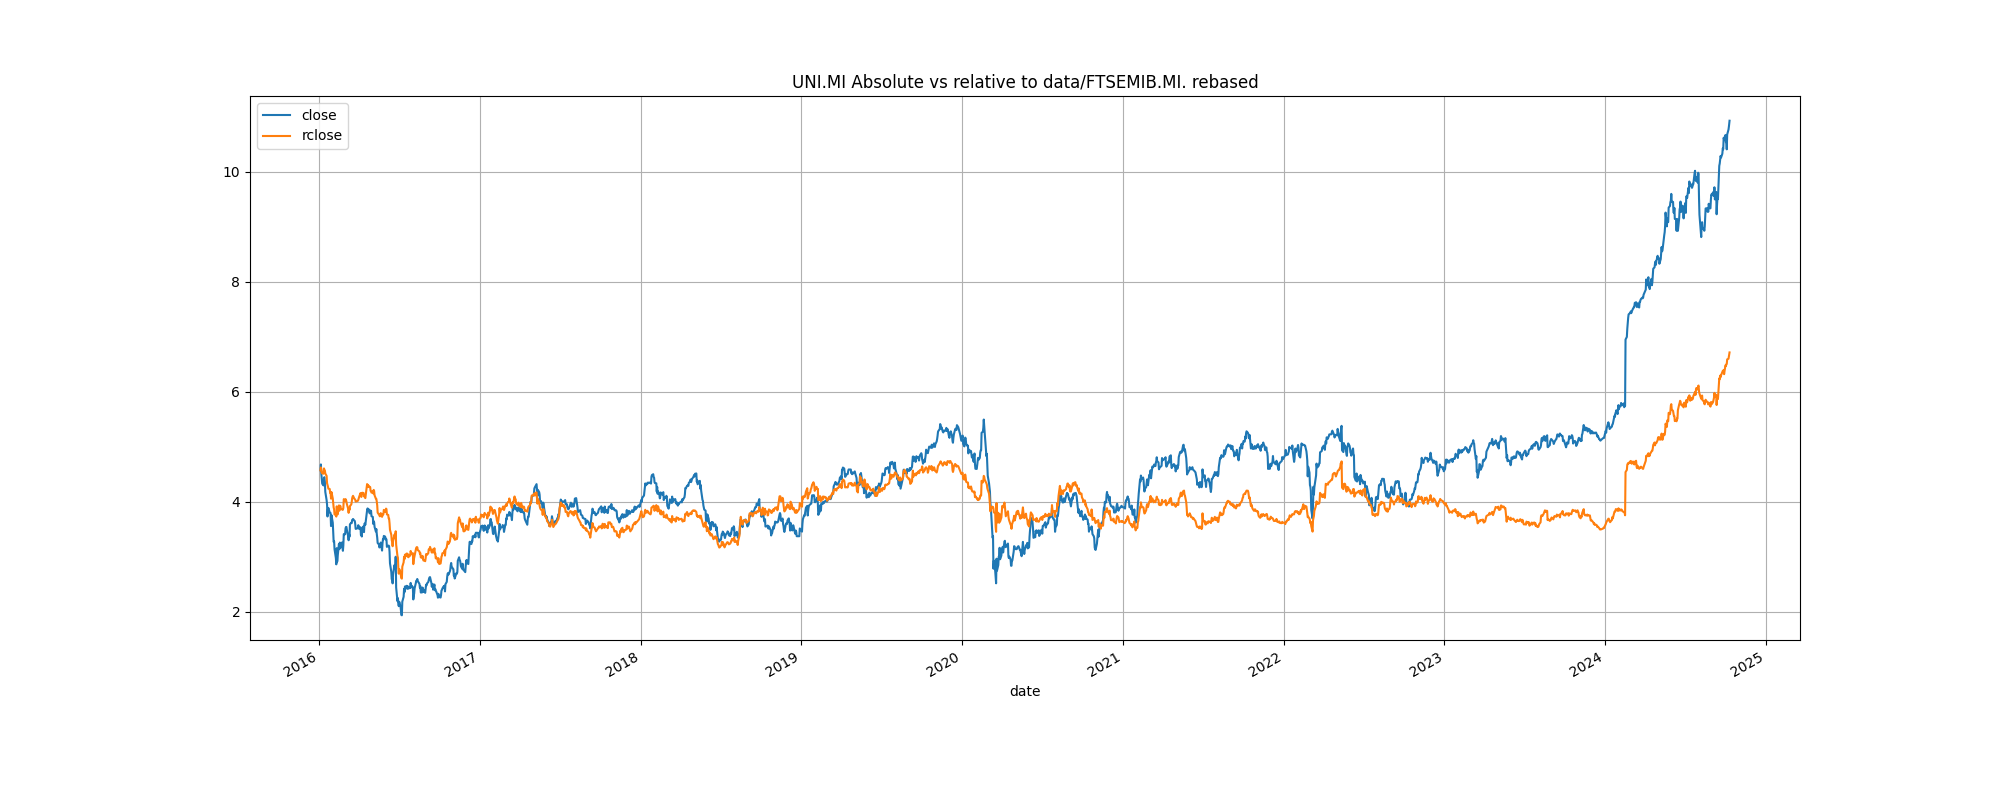 UNI.MI Absolute vs relative to data/FTSEMIB.MI. rebased
close
rclose
10
8
6
4
2
2016 2017 2018 2019 2020 2021 2022 2023 2024 2025
date